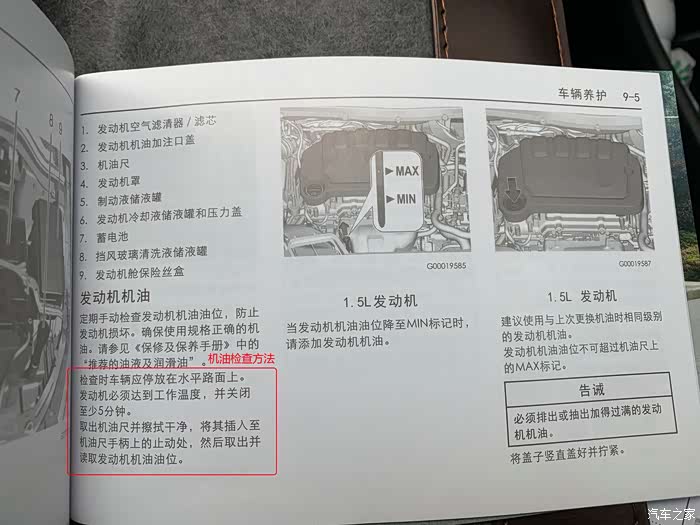 车辆养护 9-5
7
8
9
1. 发动机空气滤清器/滤芯
2. 发动机机油加注口盖
3. 机油尺
4. 发动机罩
5. 制动液储液罐
6. 发动机冷却液储液罐和压力盖
7. 蓄电池
8. 挡风玻璃清洗液储液罐
9. 发动机舱保险丝盒
发动机机油
定期手动检查发动机机油油位，防止
发动机损坏。确保使用规格正确的机
油。请参见《保修及保养手册》中的
“推荐的油液及润滑油”。
机油检查方法
检查时车辆应停放在水平路面上。
发动机必须达到工作温度，并关闭
至少5分钟。
取出机油尺并擦拭干净，将其插入至
机油尺手柄上的止动处，然后取出并
读取发动机机油油位。
MAX
MIN
G00019585
1.5L发动机
当发动机机油油位降至MIN标记时，
请添加发动机机油。
G00019587
1.5L 发动机
建议使用与上次更换机油时相同级别
的发动机机油。
发动机机油油位不可超过机油尺上
的MAX标记。
告诫
必须排出或抽出加得过满的发动
机机油。
将盖子竖直盖好并拧紧。
汽车之家